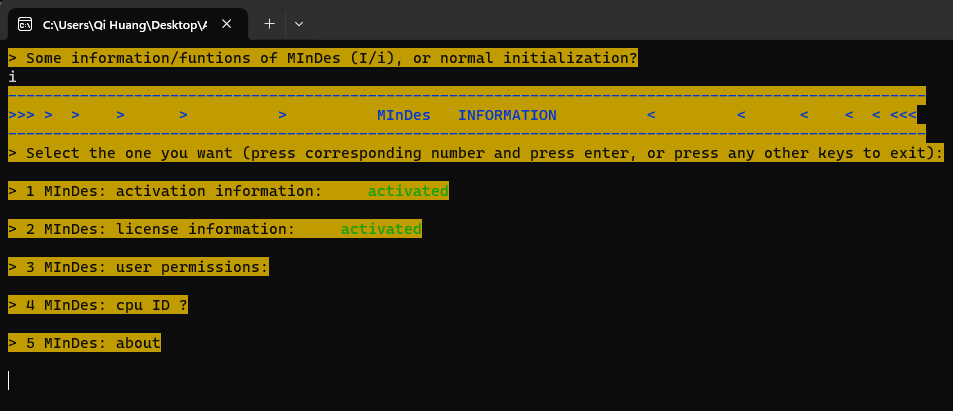 C:\Users\Qi Huang\Desktop\A
> Some information/funtions of MInDes (I/i), or normal initialization?
i
------------------------------------------------------------------------------------------------------
>>> > > > > > MInDes INFORMATION < < < < < <<<
------------------------------------------------------------------------------------------------------
> Select the one you want (press corresponding number and press enter, or press any other keys to exit):
> 1 MInDes: activation information: activated
> 2 MInDes: license information: activated
> 3 MInDes: user permissions:
> 4 MInDes: cpu ID ?
> 5 MInDes: about